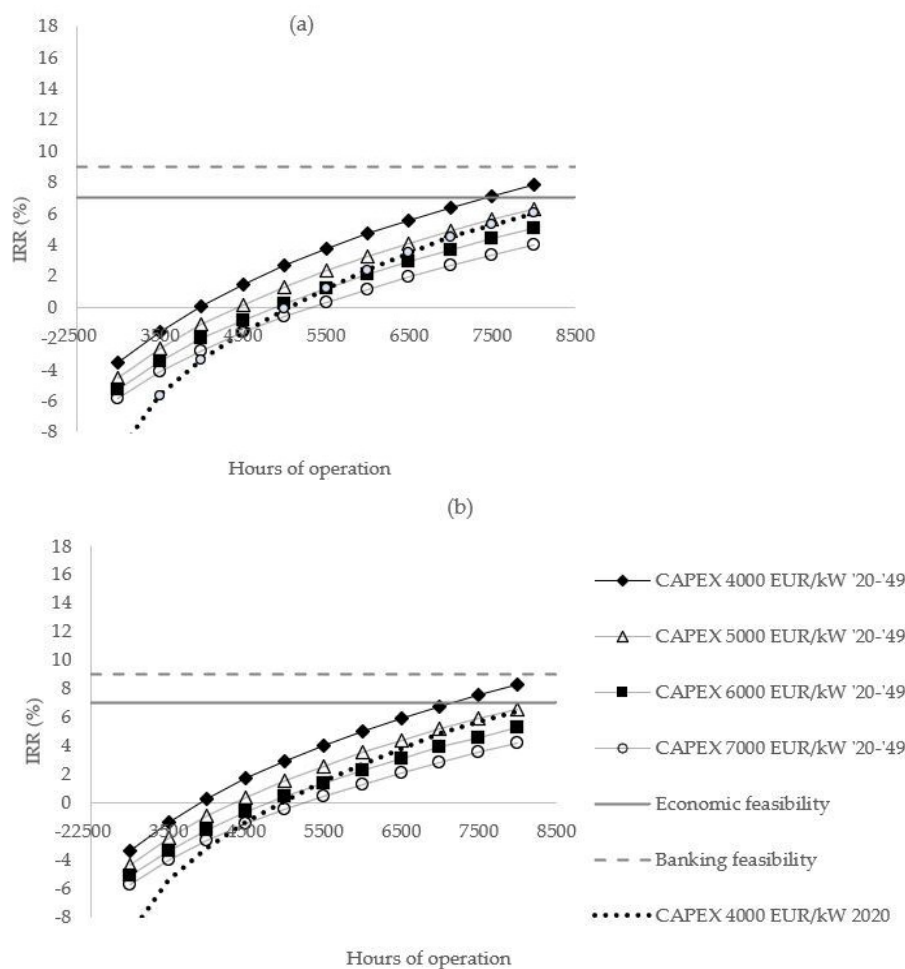 (a)
18
16
14
12
10
8
6
4
2
0
-2
-4
-6
-8
2500 3500 4500 5500 6500 7500 8500
IRR (%)
Hours of operation
(b)
18
16
14
12
10
8
6
4
2
0
-2
-4
-6
-8
2500 3500 4500 5500 6500 7500 8500
IRR (%)
Hours of operation
CAPEX 4000 EUR/kW '20-'49
CAPEX 5000 EUR/kW '20-'49
CAPEX 6000 EUR/kW '20-'49
CAPEX 7000 EUR/kW '20-'49
Economic feasibility
Banking feasibility
CAPEX 4000 EUR/kW 2020